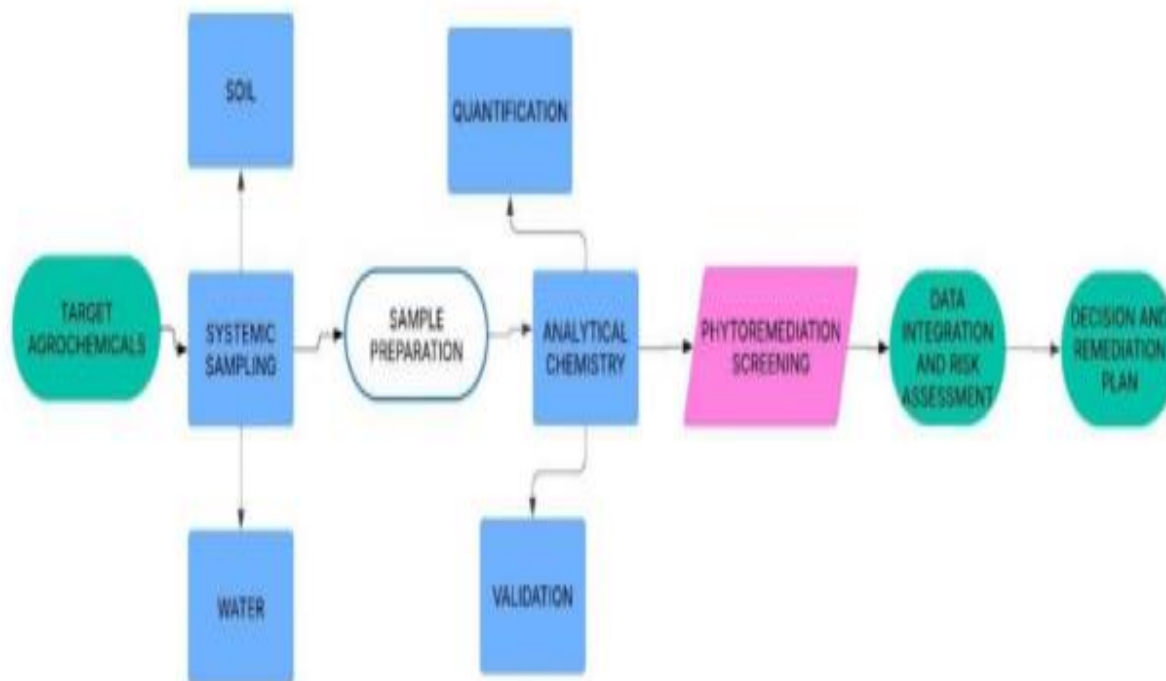 SOIL
QUANTIFICATION
TARGET
AGROCHEMICALS
SYSTEMIC
SAMPLING
SAMPLE
PREPARATION
ANALYTICAL
CHEMISTRY
PHYTOREMEDIATION
SCREENING
DATA
INTEGRATION
AND RISK
ASSESSMENT
DECISION AND
REMEDIATION
PLAN
WATER
VALIDATION